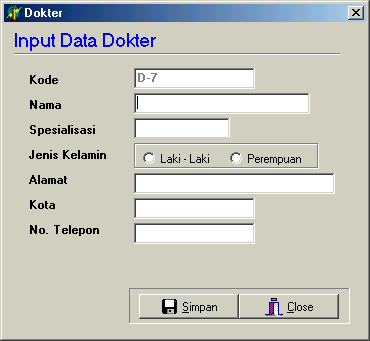 Dokter
Input Data Dokter
Kode D-7
Nama
Spesialisasi
Jenis Kelamin Laki - Laki Perempuan
Alamat
Kota
No. Telepon
Simpan Close